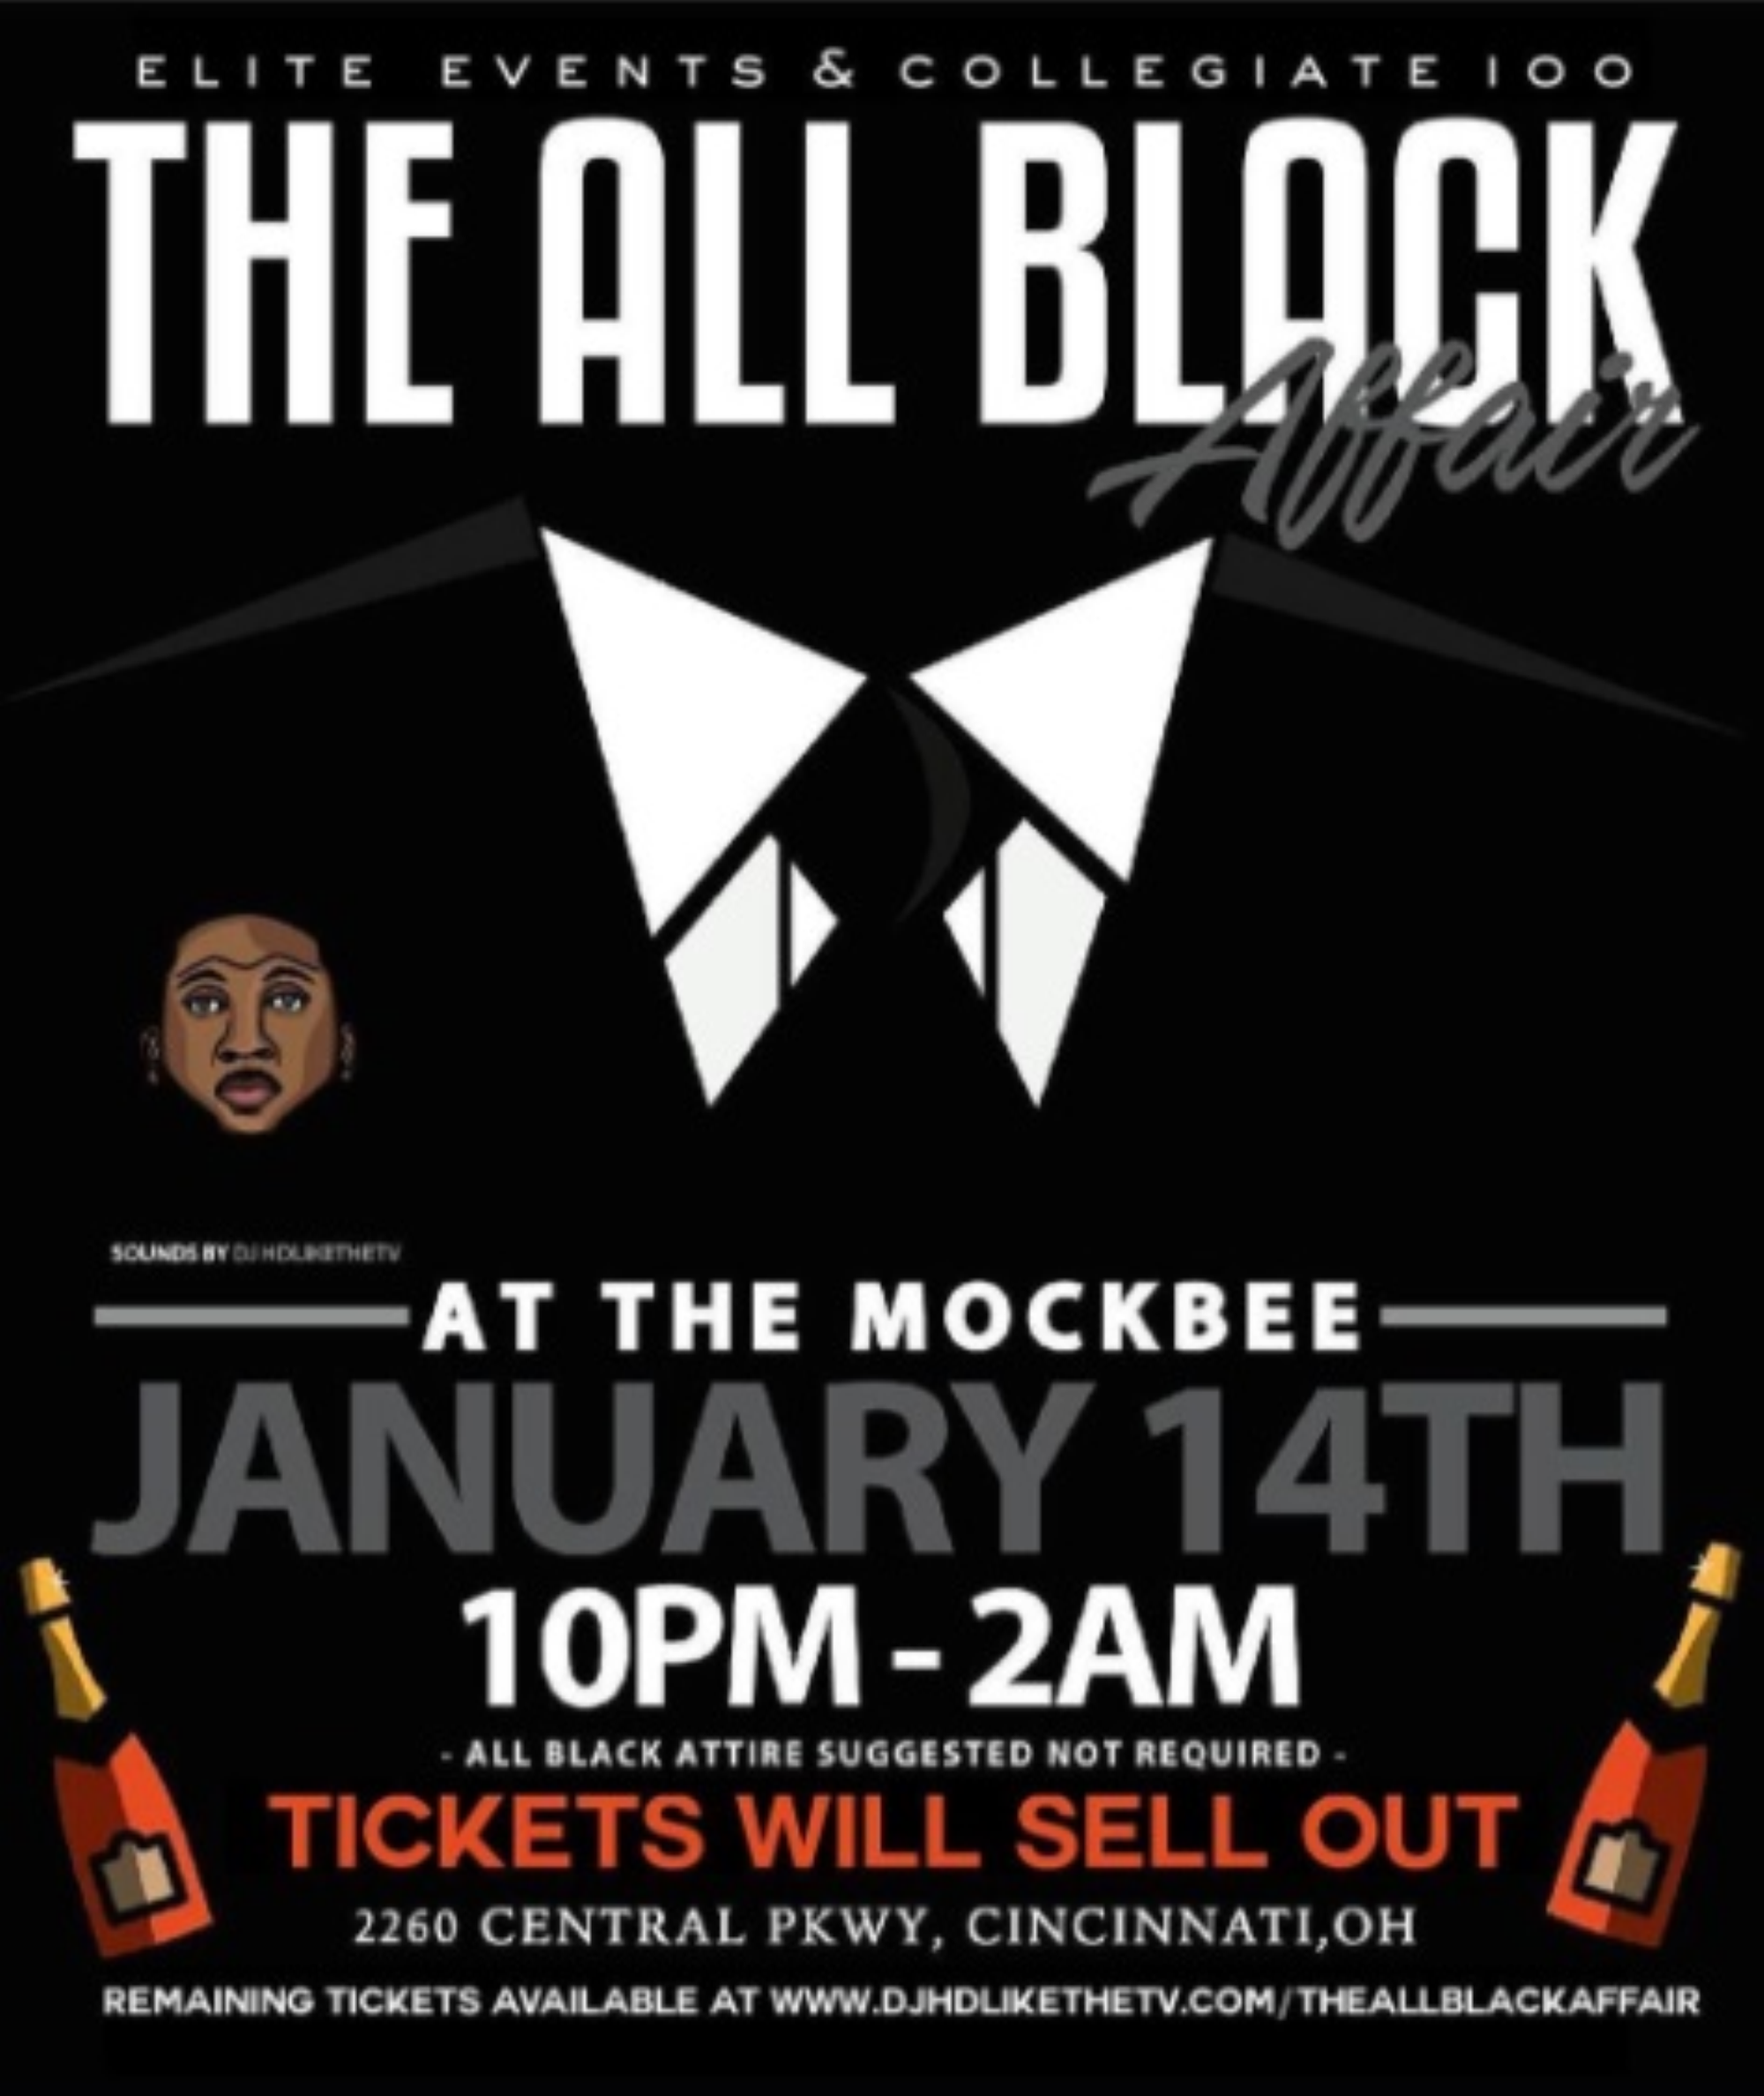 ELITE EVENTS & COLLEGIATE 100
THE ALL BLACK
Affair
SOUNDS BY DJ HDLIKETHETV
AT THE MOCKBEE
JANUARY 14TH
10PM - 2AM
- ALL BLACK ATTIRE SUGGESTED NOT REQUIRED -
TICKETS WILL SELL OUT
2260 CENTRAL PKWY, CINCINNATI,OH
REMAINING TICKETS AVAILABLE AT WWW.DJHDLIKETHETV.COM/THEALLBLACKAFFAIR